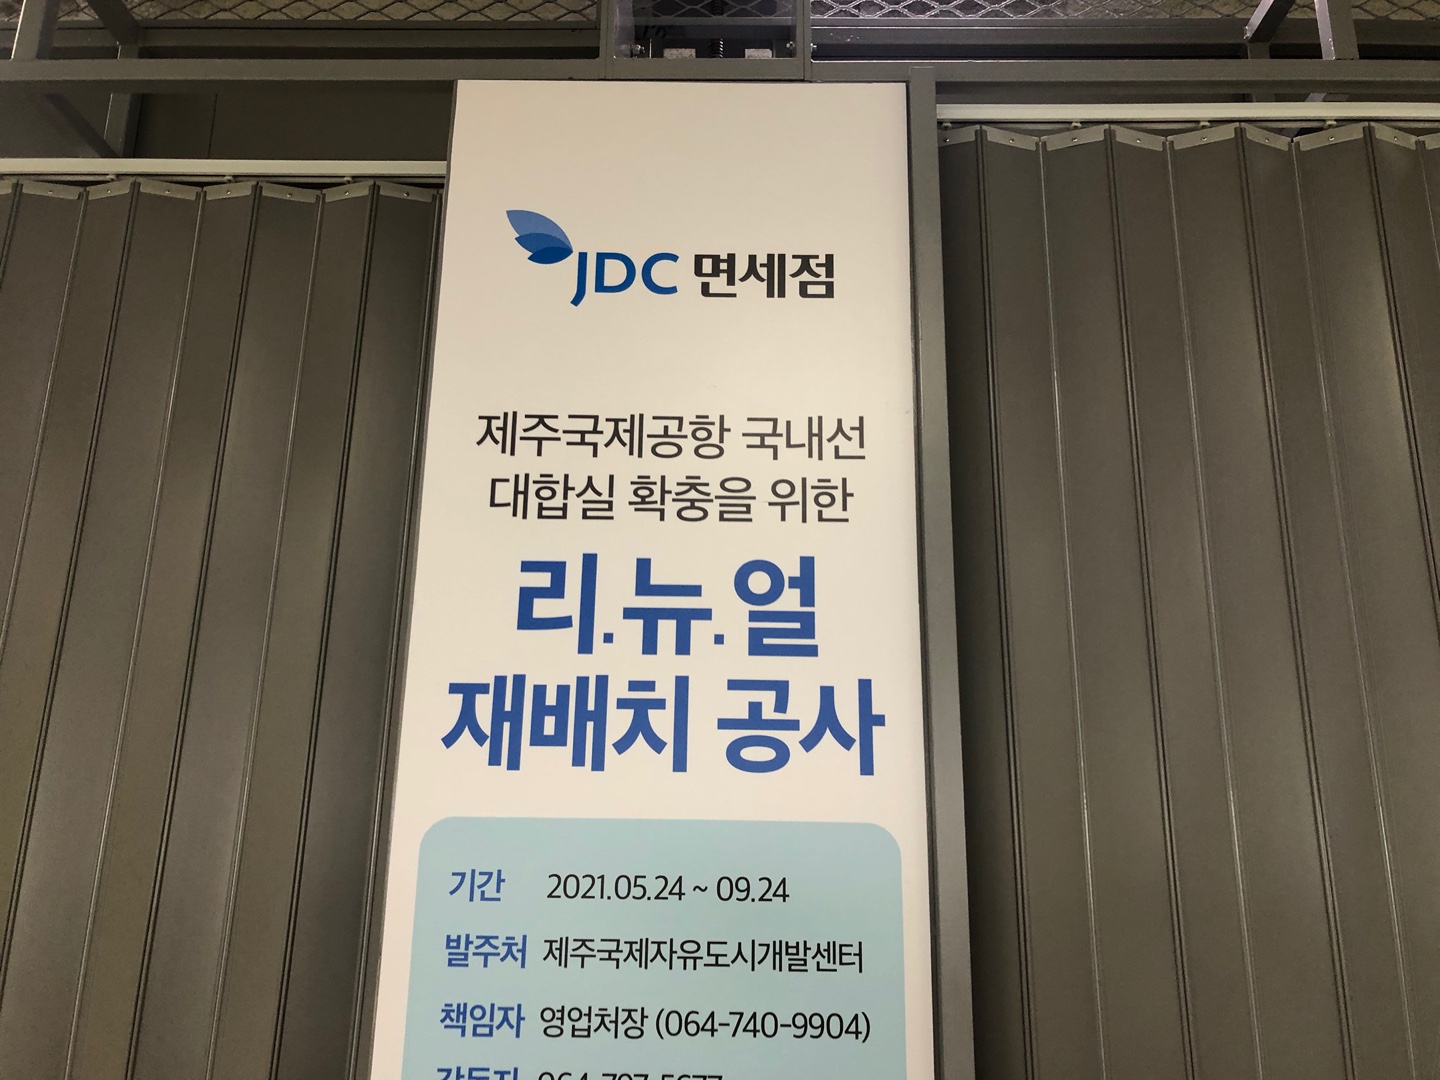 JDC 면세점
제주국제공항 국내선
대합실 확충을 위한
리.뉴.얼
재배치 공사
기간 2021.05.24 ~ 09.24
발주처 제주국제자유도시개발센터
책임자 영업처장 (064-740-9904)